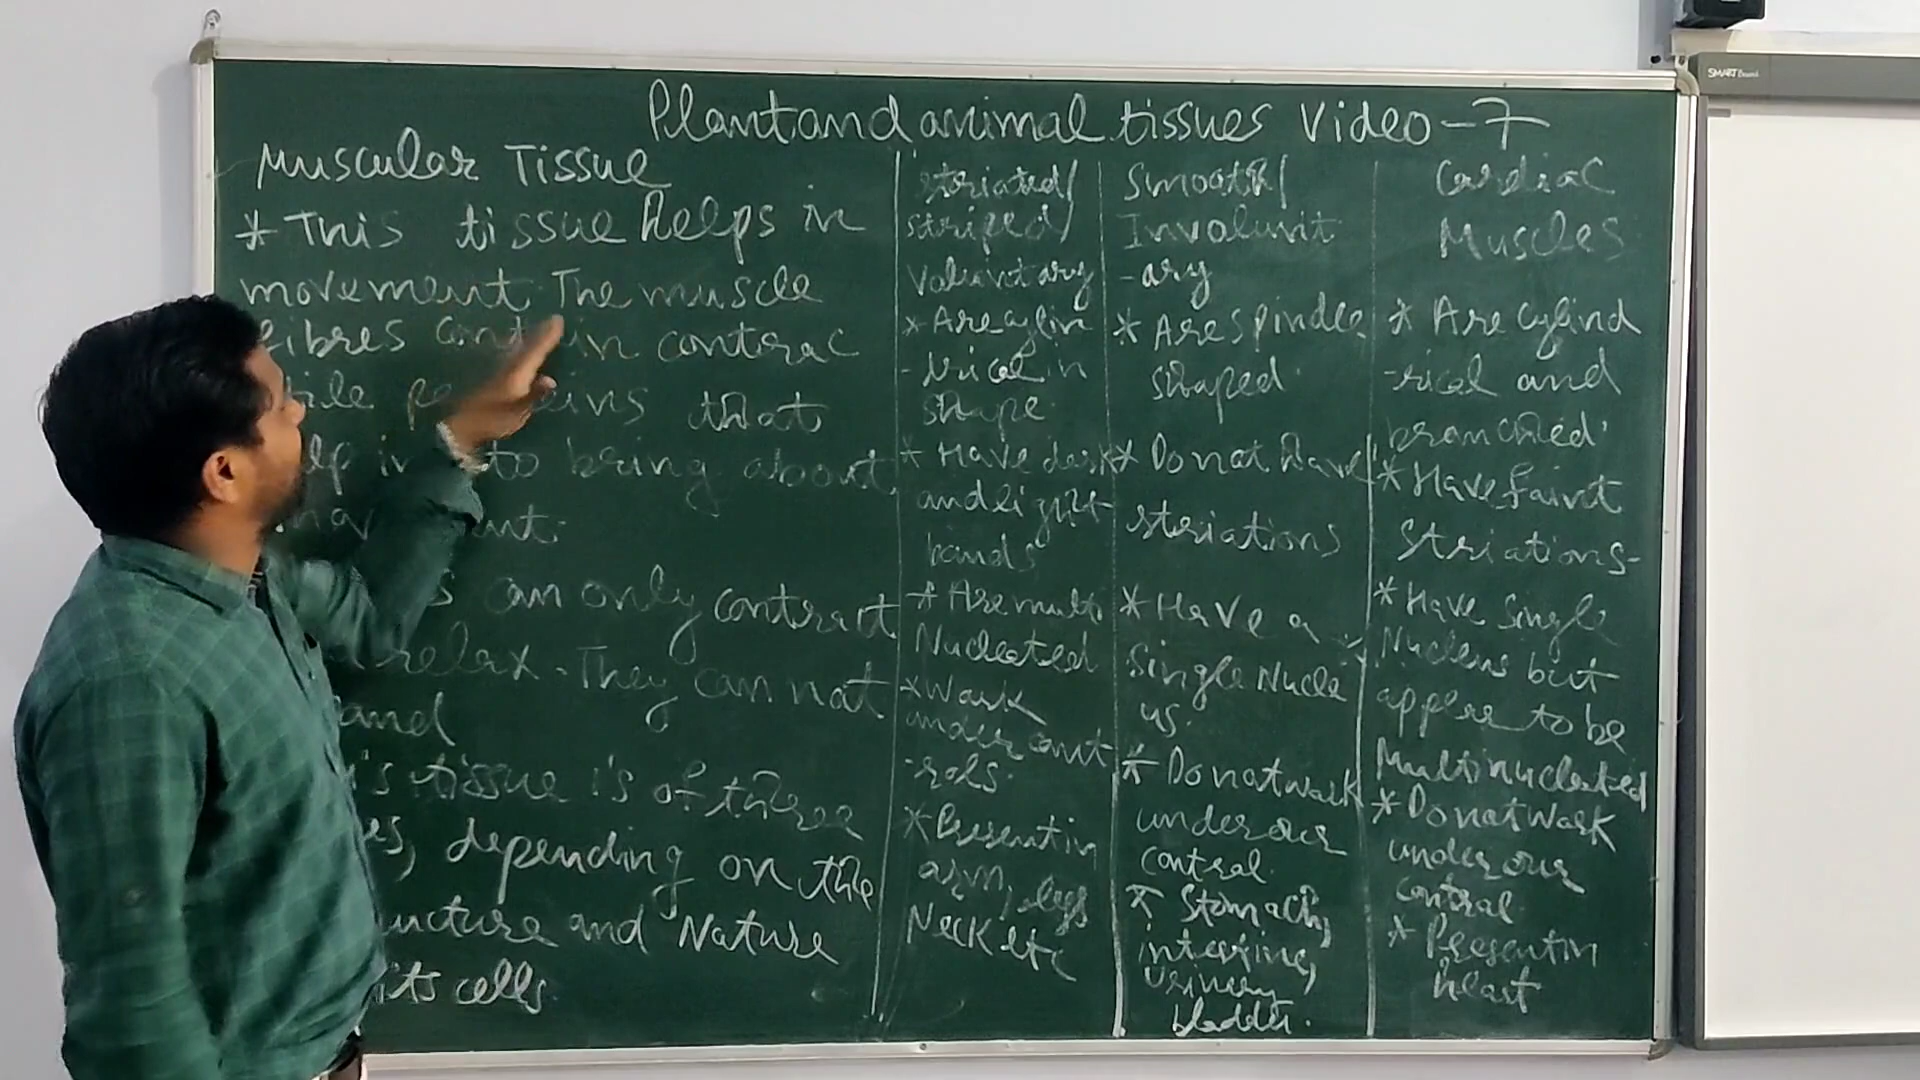 Plant and animal tissues Video-7
Muscular Tissue
* This tissue helps in
movement The muscle
fibres contain contrac
that
to bring about
can only contract
relax. They can not
and
tissue is of three
depending on the
and Nature
its cells
striated/
striped/
voluntary
* Are cylin
-drical in
shape
* Have dark
and light
bands
* Are multi
Nucleated
* Work
under cont
-rols.
* Present in
arm, legs
Neck etc
Smooth/
Involunt
-ary
* Are spindle
shaped.
* Do not have
striations
* Have a
single Nucle
us.
* Do not work
under our
control.
* Stomach,
intestine,
urinary
bladder.
Cardiac
Muscles
* Are cylind
-rical and
branched.
* Have faint
striations-
* Have single
Nucleus but
appear to be
Multinucleated
* Do not work
under our
control.
* Present in
heart
SMART Board